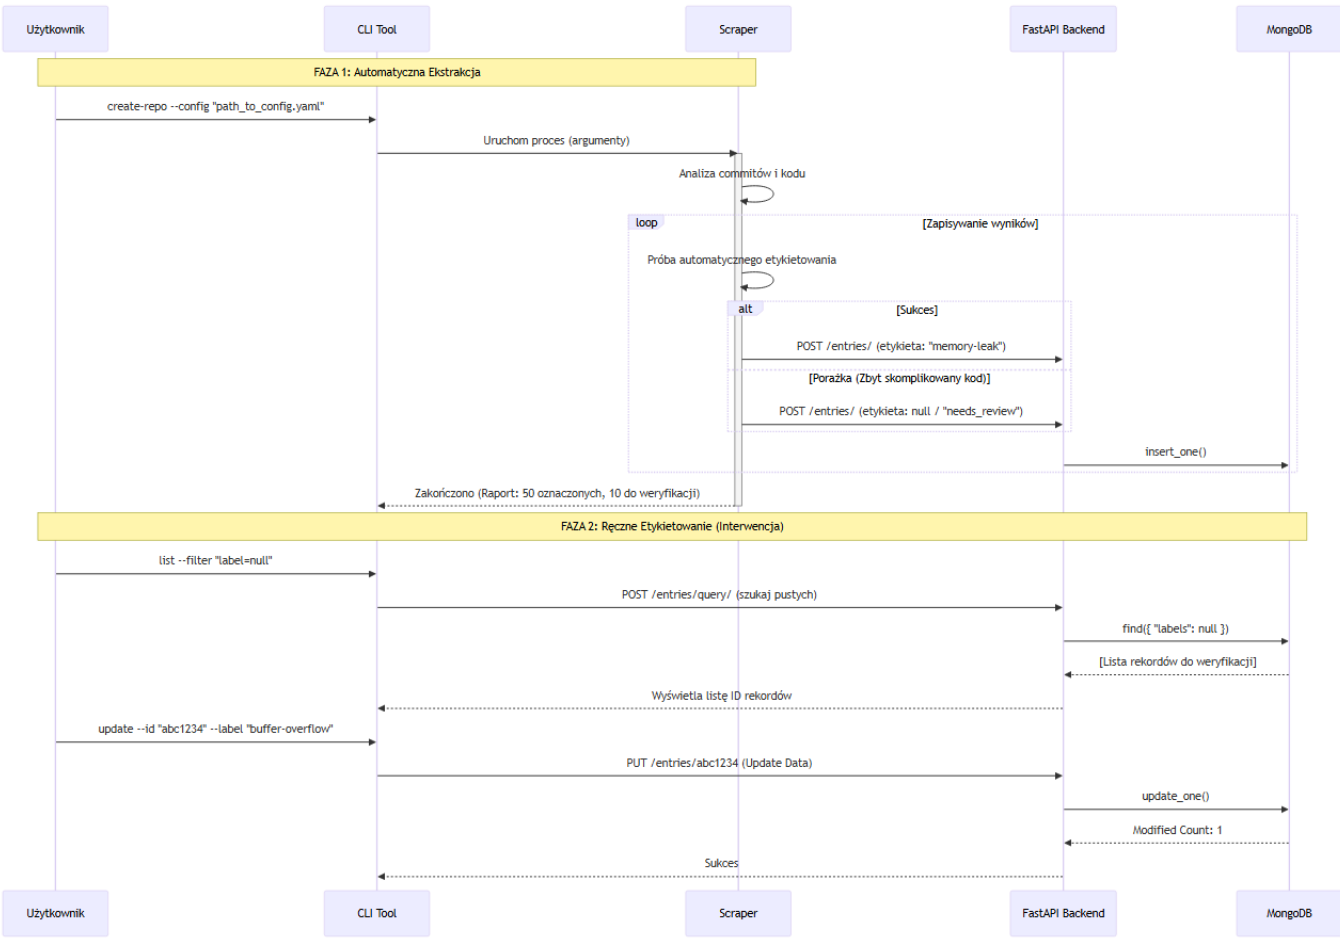 Użytkownik
CLI Tool
Scraper
FastAPI Backend
MongoDB
FAZA 1: Automatyczna Ekstrakcja
create-repo --config "path_to_config.yaml"
Uruchom proces (argumenty)
Analiza commitów i kodu
loop
[Zapisywanie wyników]
Próba automatycznego etykietowania
alt
[Sukces]
POST /entries/ (etykieta: "memory-leak")
[Porażka (Zbyt skomplikowany kod)]
POST /entries/ (etykieta: null / "needs_review")
insert_one()
Zakończono (Raport: 50 oznaczonych, 10 do weryfikacji)
FAZA 2: Ręczne Etykietowanie (Interwencja)
list --filter "label=null"
POST /entries/query/ (szukaj pustych)
find({ "labels": null })
[Lista rekordów do weryfikacji]
Wyświetla listę ID rekordów
update --id "abc1234" --label "buffer-overflow"
PUT /entries/abc1234 (Update Data)
update_one()
Modified Count: 1
Sukces
Użytkownik
CLI Tool
Scraper
FastAPI Backend
MongoDB